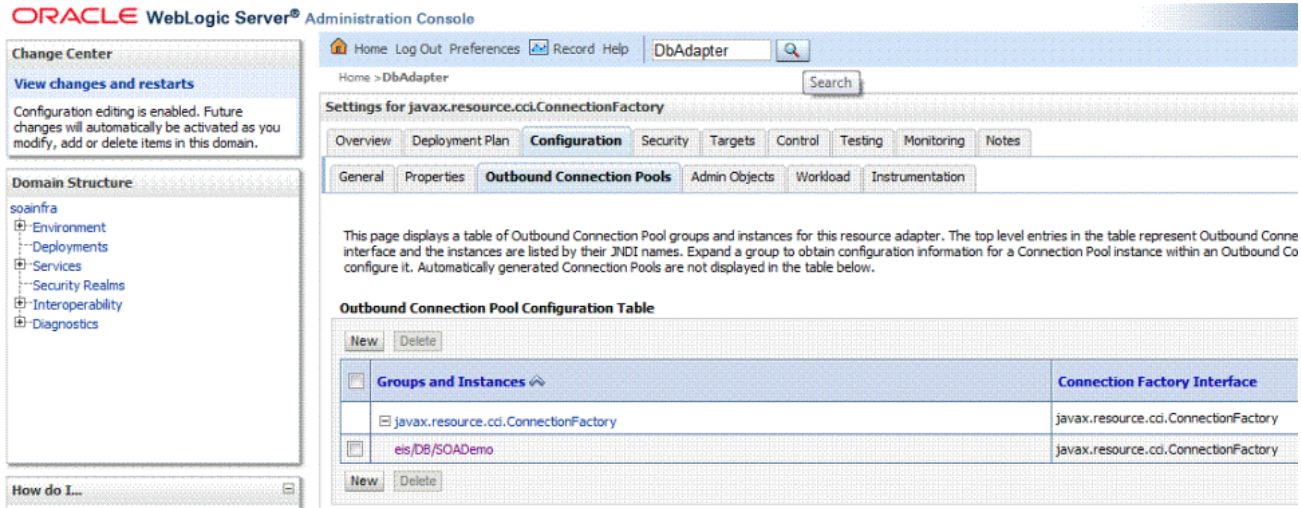 ORACLE WebLogic Server® Administration Console
Change Center
View changes and restarts
Configuration editing is enabled. Future
changes will automatically be activated as you
modify, add or delete items in this domain.
Domain Structure
soainfra
Environment
Deployments
Services
Security Realms
Interoperability
Diagnostics
How do I...
Home Log Out Preferences Record Help DbAdapter
Home >DbAdapter
Search
Settings for javax.resource.cci.ConnectionFactory
Overview Deployment Plan Configuration Security Targets Control Testing Monitoring Notes
General Properties Outbound Connection Pools Admin Objects Workload Instrumentation
This page displays a table of Outbound Connection Pool groups and instances for this resource adapter. The top level entries in the table represent Outbound Conne
interface and the instances are listed by their JNDI names. Expand a group to obtain configuration information for a Connection Pool instance within an Outbound Co
configure it. Automatically generated Connection Pools are not displayed in the table below.
Outbound Connection Pool Configuration Table
New Delete
Groups and Instances Connection Factory Interface
javax.resource.cci.ConnectionFactory javax.resource.cci.ConnectionFactory
eis/DB/SOADemo javax.resource.cci.ConnectionFactory
New Delete